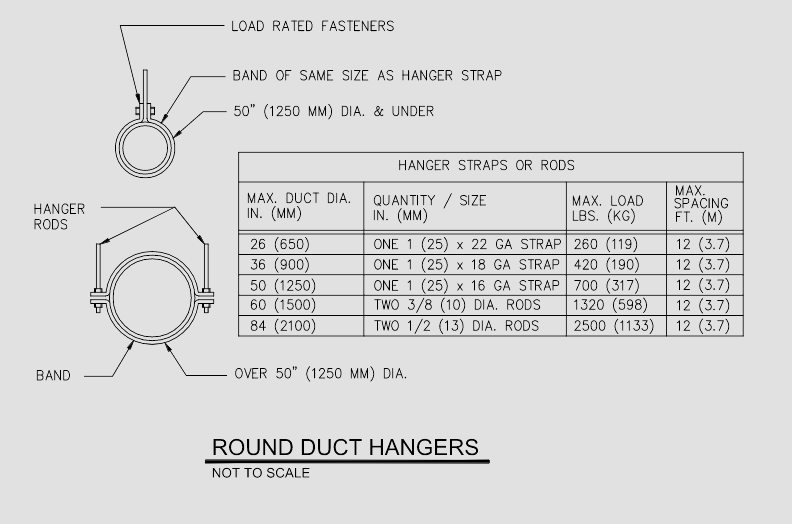 LOAD RATED FASTENERS
BAND OF SAME SIZE AS HANGER STRAP
50" (1250 MM) DIA. & UNDER
HANGER STRAPS OR RODS
MAX. DUCT DIA.
IN. (MM)
QUANTITY / SIZE
IN. (MM)
MAX. LOAD
LBS. (KG)
MAX.
SPACING
FT. (M)
26 (650) ONE 1 (25) x 22 GA STRAP 260 (119) 12 (3.7)
36 (900) ONE 1 (25) x 18 GA STRAP 420 (190) 12 (3.7)
50 (1250) ONE 1 (25) x 16 GA STRAP 700 (317) 12 (3.7)
60 (1500) TWO 3/8 (10) DIA. RODS 1320 (598) 12 (3.7)
84 (2100) TWO 1/2 (13) DIA. RODS 2500 (1133) 12 (3.7)
HANGER
RODS
BAND
OVER 50" (1250 MM) DIA.
ROUND DUCT HANGERS
NOT TO SCALE